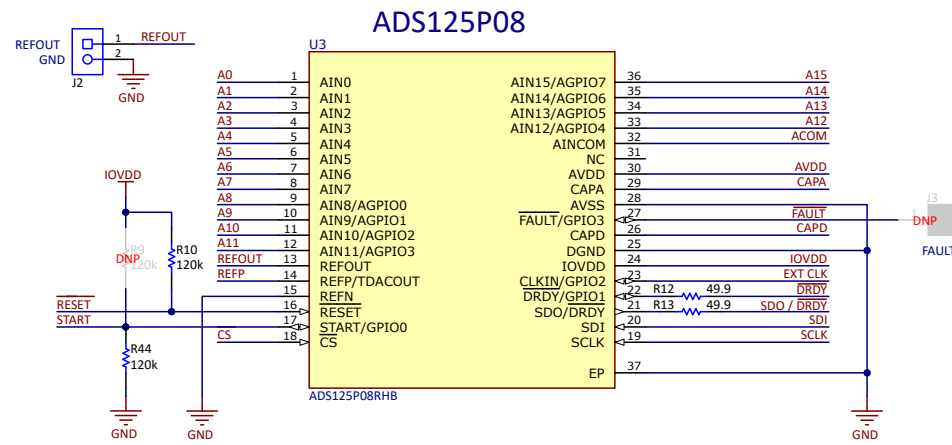 ADS125P08
REFOUT 1 REFOUT
GND 2
J2
GND
U3
A0 1 AIN0 AIN15/AGPIO7 36 A15
A1 2 AIN1 AIN14/AGPIO6 35 A14
A2 3 AIN2 AIN13/AGPIO5 34 A13
A3 4 AIN3 AIN12/AGPIO4 33 A12
A4 5 AIN4 AINCOM 32 ACOM
A5 6 AIN5 NC 31
A6 7 AIN6 AVDD 30 AVDD
A7 8 AIN7 CAPA 29 CAPA
A8 9 AIN8/AGPIO0 AVSS 28
A9 10 AIN9/AGPIO1 FAULT/GPIO3 27 FAULT 1 DNP J3
A10 11 AIN10/AGPIO2 CAPD 26 CAPD
A11 12 AIN11/AGPIO3 DGND 25 FAULT
REFOUT 13 REFOUT IOVDD 24 IOVDD
REFP 14 REFP/TDACOUT CLKIN/GPIO2 23 EXT CLK
15 REFN DRDY/GPIO1 22 R12 49.9 DRDY
RESET 16 RESET SDO/DRDY 21 R13 49.9 SDO / DRDY
START 17 START/GPIO0 SDI 20 SDI
CS 18 CS SCLK 19 SCLK
EP 37
IOVDD
DNP R9 120k
R10 120k
R44 120k
ADS125P08RHB
GND
GND
GND